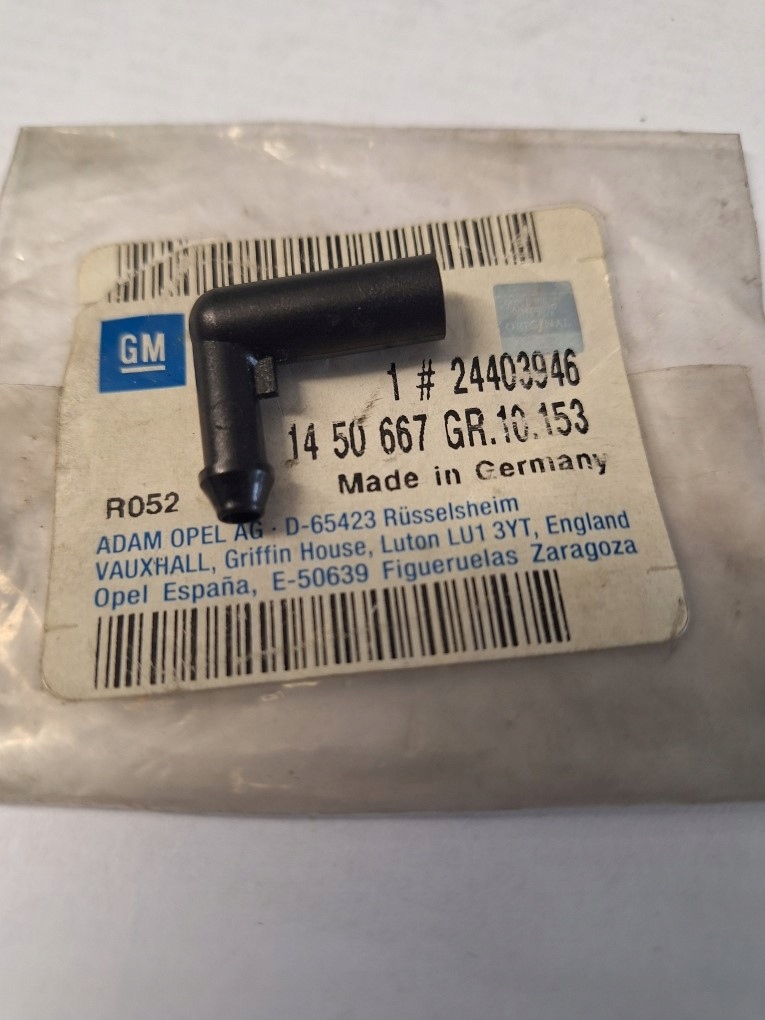 GM
ORIGINAL
1 # 24403946
14 50 667 GR.10.153
Made in Germany
R052
ADAM OPEL AG · D-65423 Rüsselsheim
VAUXHALL, Griffin House, Luton LU1 3YT, England
Opel España, E-50639 Figueruelas Zaragoza